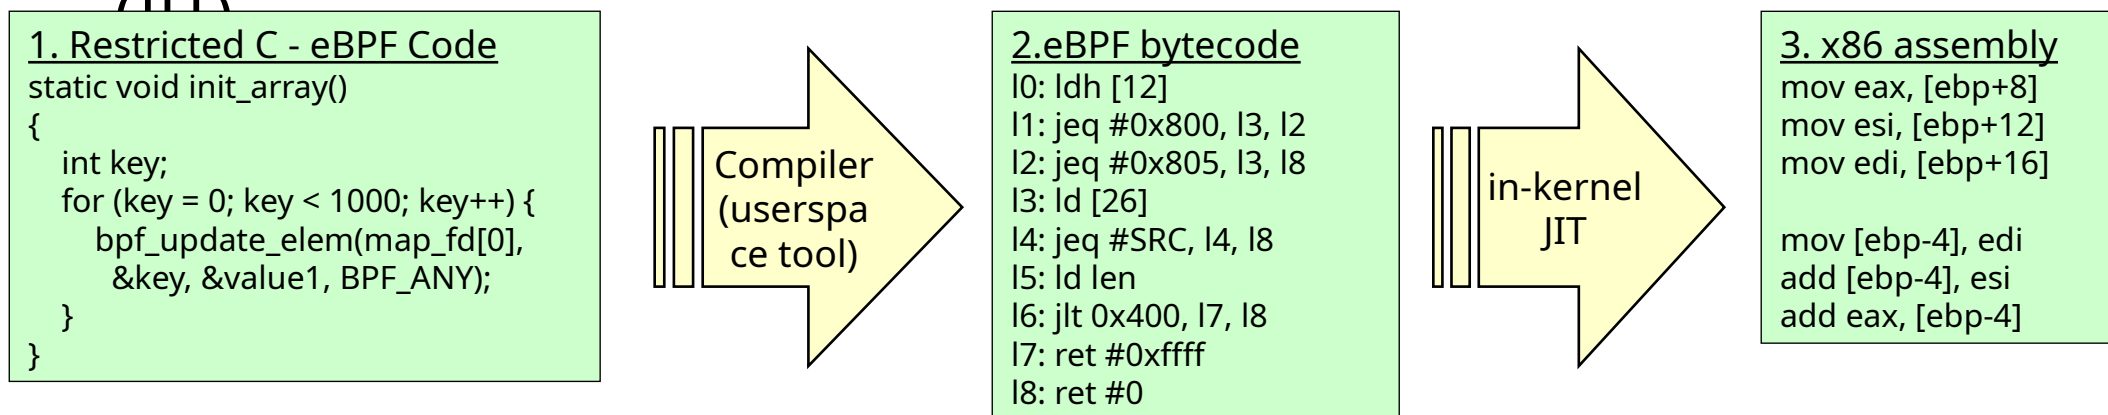 (JIT)
1. Restricted C - eBPF Code
static void init_array()
{
    int key;
    for (key = 0; key < 1000; key++) {
        bpf_update_elem(map_fd[0],
          &key, &value1, BPF_ANY);
    }
}
Compiler
(userspa
ce tool)
2.eBPF bytecode
l0: ldh [12]
l1: jeq #0x800, l3, l2
l2: jeq #0x805, l3, l8
l3: ld [26]
l4: jeq #SRC, l4, l8
l5: ld len
l6: jlt 0x400, l7, l8
l7: ret #0xffff
l8: ret #0
in-kernel
JIT
3. x86 assembly
mov eax, [ebp+8]
mov esi, [ebp+12]
mov edi, [ebp+16]
mov [ebp-4], edi
add [ebp-4], esi
add eax, [ebp-4]